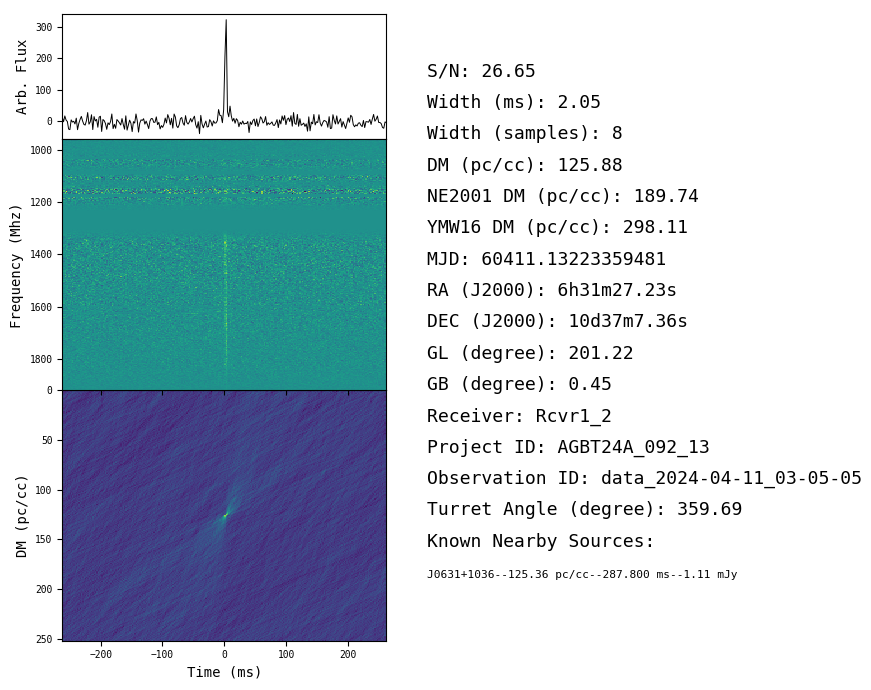 300
200
100
0
Arb. Flux
1000
1200
1400
1600
1800
Frequency (Mhz)
0
50
100
150
200
250
DM (pc/cc)
−200
−100
0
100
200
Time (ms)
S/N: 26.65
Width (ms): 2.05
Width (samples): 8
DM (pc/cc): 125.88
NE2001 DM (pc/cc): 189.74
YMW16 DM (pc/cc): 298.11
MJD: 60411.13223359481
RA (J2000): 6h31m27.23s
DEC (J2000): 10d37m7.36s
GL (degree): 201.22
GB (degree): 0.45
Receiver: Rcvr1_2
Project ID: AGBT24A_092_13
Observation ID: data_2024-04-11_03-05-05
Turret Angle (degree): 359.69
Known Nearby Sources:
J0631+1036--125.36 pc/cc--287.800 ms--1.11 mJy